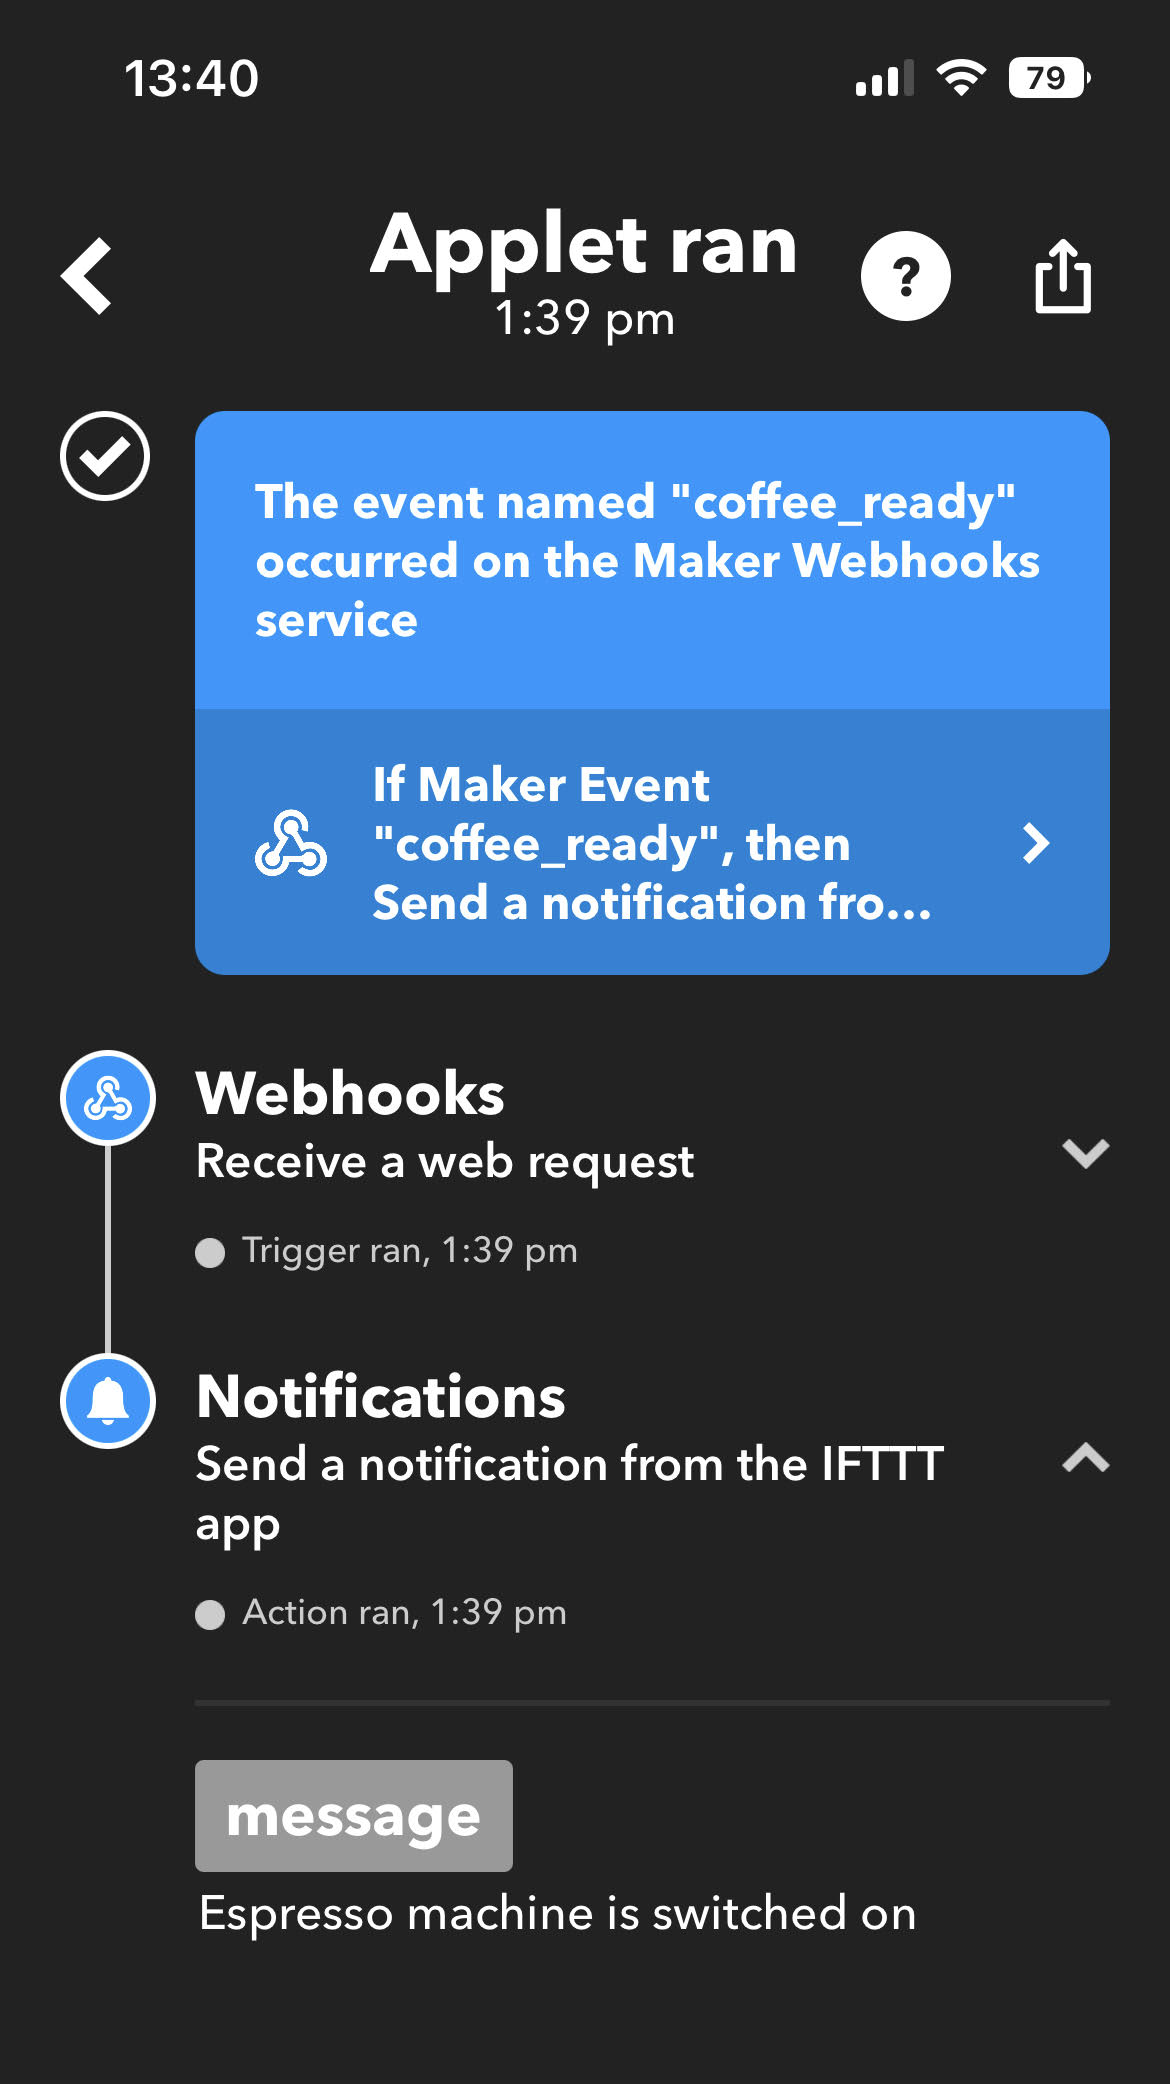 13:40
79
Applet ran
1:39 pm
?
The event named "coffee_ready"
occurred on the Maker Webhooks
service
If Maker Event
"coffee_ready", then
Send a notification fro...
Webhooks
Receive a web request
Trigger ran, 1:39 pm
Notifications
Send a notification from the IFTTT
app
Action ran, 1:39 pm
message
Espresso machine is switched on